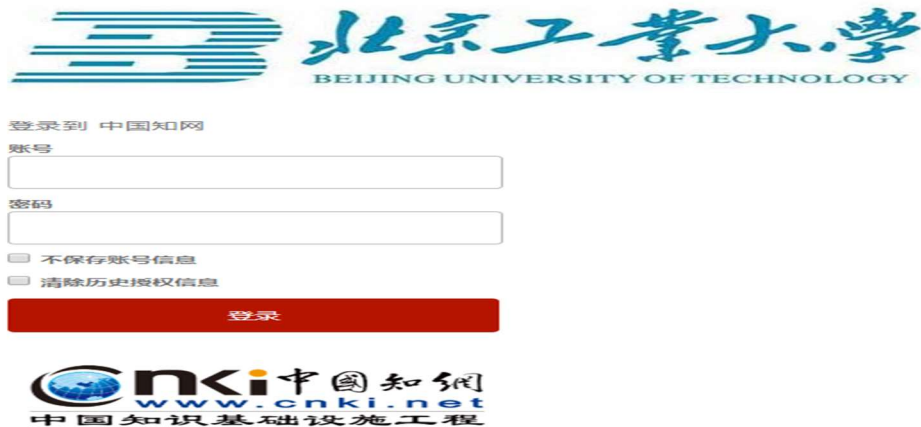 北京工業大學
BEIJING UNIVERSITY OF TECHNOLOGY
登录到 中国知网
账号
密码
不保存账号信息
清除历史授权信息
登录
cnki中國知網
www.cnki.net
中国知识基础设施工程